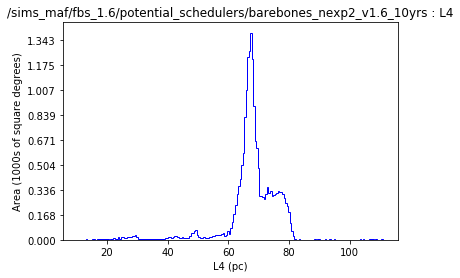 /sims_maf/fbs_1.6/potential_schedulers/barebones_nexp2_v1.6_10yrs : L4
1.343
1.175
1.007
0.839
0.671
0.504
0.336
0.168
0.000
Area (1000s of square degrees)
20 40 60 80 100
L4 (pc)